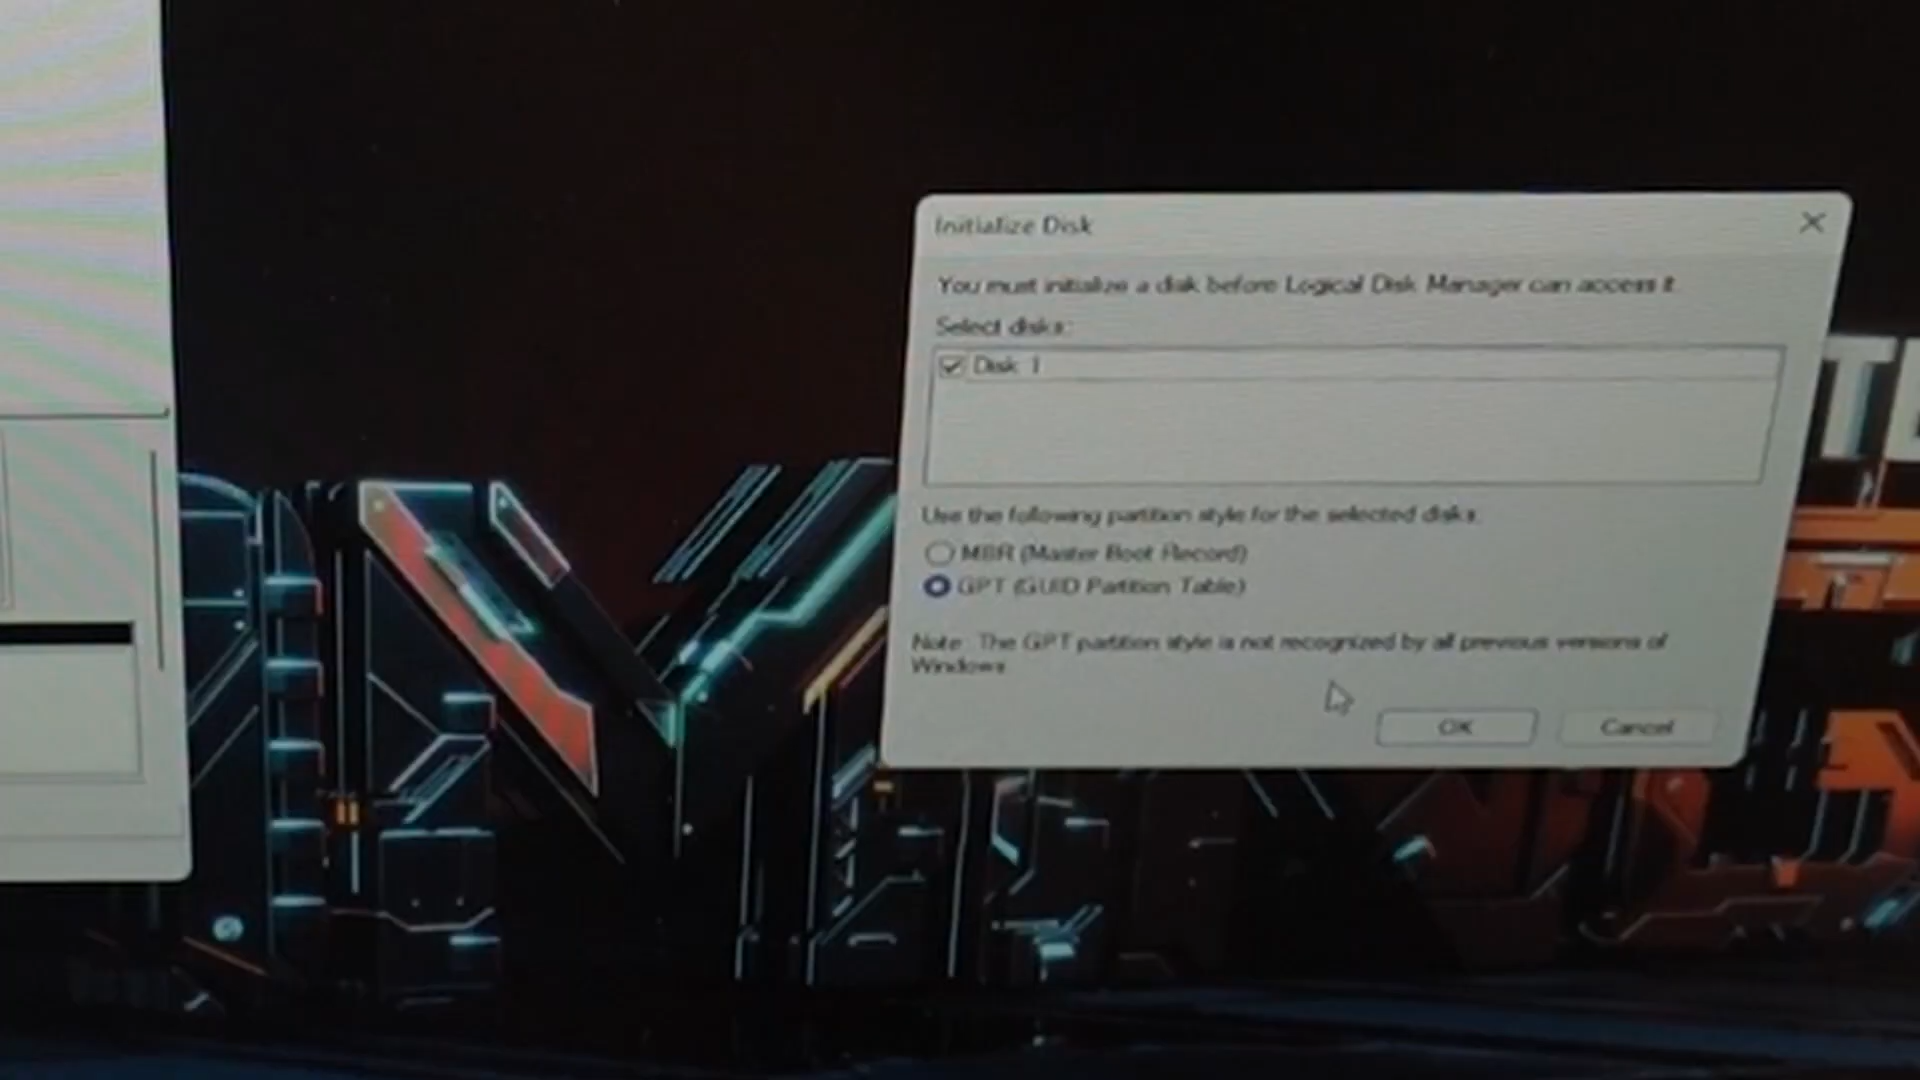 Initialize Disk
You must initialize a disk before Logical Disk Manager can access it.
Select disks:
Disk 1
Use the following partition style for the selected disks:
MBR (Master Boot Record)
GPT (GUID Partition Table)
Note: The GPT partition style is not recognized by all previous versions of
Windows.
OK
Cancel